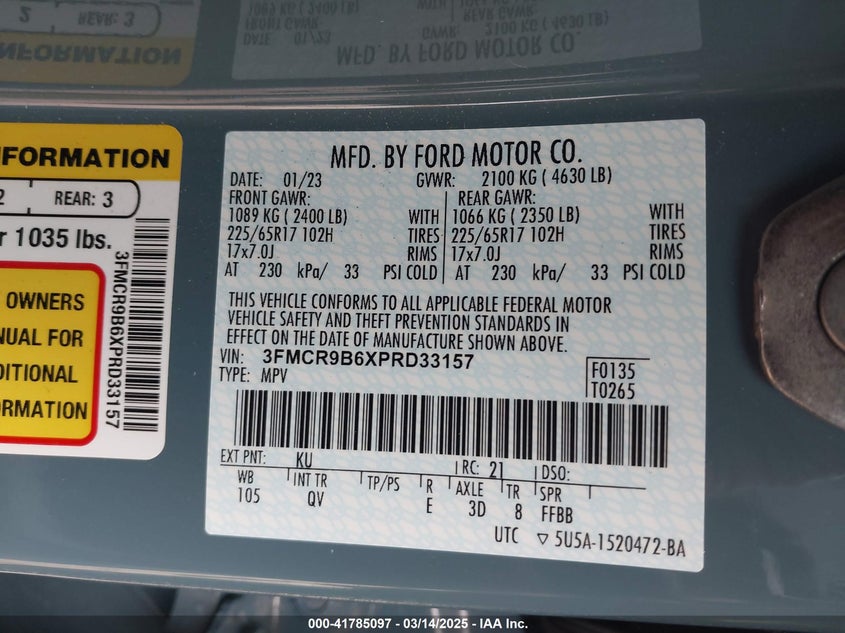 NFORMATION
2 REAR: 3
r 1035 lbs.
OWNERS
NUAL FOR
DITIONAL
ORMATION
3FMCR9B6XPRD33157
MFD. BY FORD MOTOR CO.
DATE: 01/23 GVWR: 2100 KG ( 4630 LB)
FRONT GAWR: REAR GAWR:
1089 KG ( 2400 LB) WITH 1066 KG ( 2350 LB) WITH
225/65R17 102H TIRES 225/65R17 102H TIRES
17x7.0J RIMS 17x7.0J RIMS
AT 230 kPa/ 33 PSI COLD AT 230 kPa/ 33 PSI COLD
THIS VEHICLE CONFORMS TO ALL APPLICABLE FEDERAL MOTOR
VEHICLE SAFETY AND THEFT PREVENTION STANDARDS IN
EFFECT ON THE DATE OF MANUFACTURE SHOWN ABOVE.
VIN: 3FMCR9B6XPRD33157 F0135
TYPE: MPV T0265
EXT PNT: KU RC: 21 DSO:
WB INT TR TP/PS R AXLE TR SPR
105 QV E 3D 8 FFBB
UTC ▽ 5U5A-1520472-BA
000-41785097 - 03/14/2025 - IAA Inc.